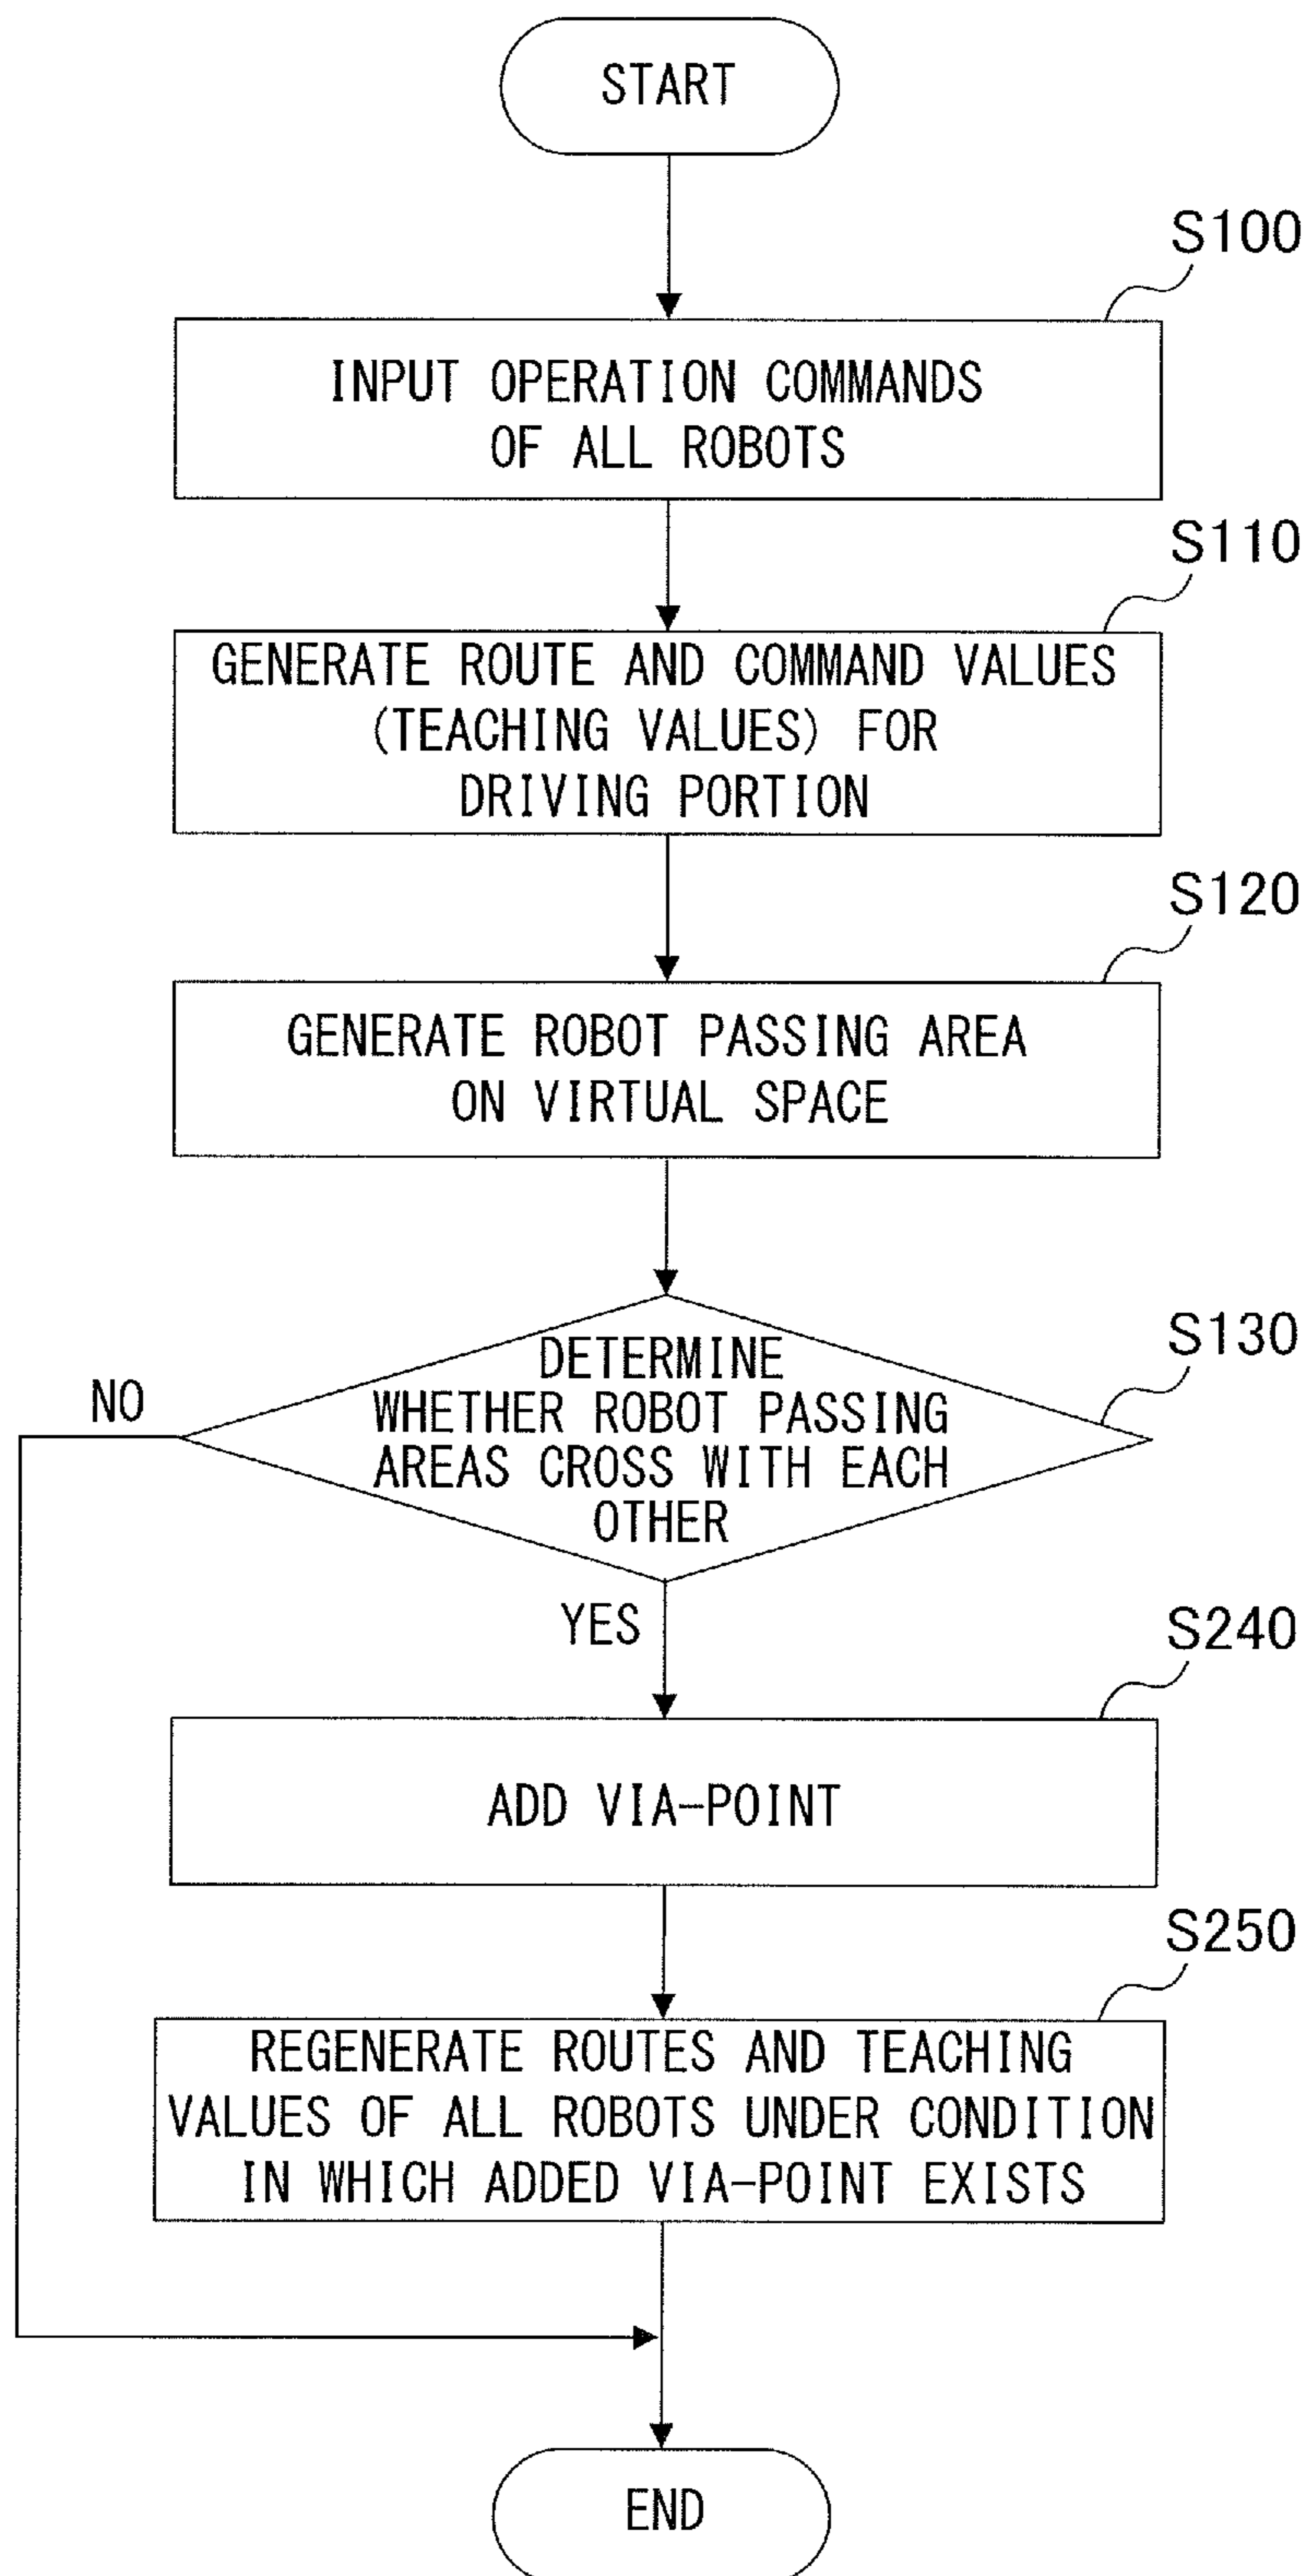 START
S100
INPUT OPERATION COMMANDS
OF ALL ROBOTS
S110
GENERATE ROUTE AND COMMAND VALUES
(TEACHING VALUES) FOR
DRIVING PORTION
S120
GENERATE ROBOT PASSING AREA
ON VIRTUAL SPACE
S130
DETERMINE
WHETHER ROBOT PASSING
AREAS CROSS WITH EACH
OTHER
NO
YES
S240
ADD VIA-POINT
S250
REGENERATE ROUTES AND TEACHING
VALUES OF ALL ROBOTS UNDER CONDITION
IN WHICH ADDED VIA-POINT EXISTS
END